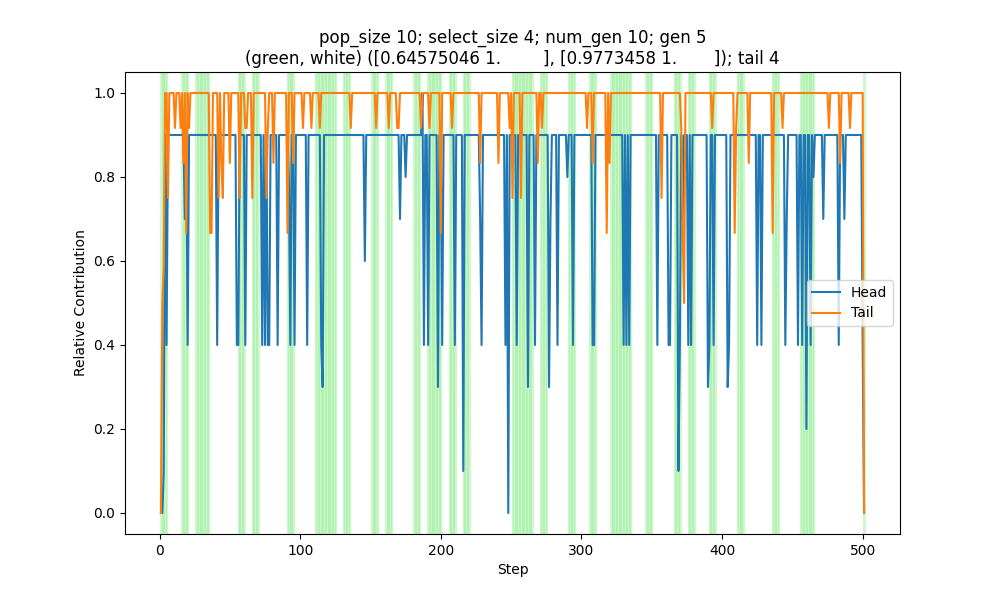 pop_size 10; select_size 4; num_gen 10; gen 5
(green, white) ([0.64575046 1.        ], [0.9773458 1.        ]); tail 4
Relative Contribution
1.0
0.8
0.6
0.4
0.2
0.0
Head
Tail
0
100
200
300
400
500
Step